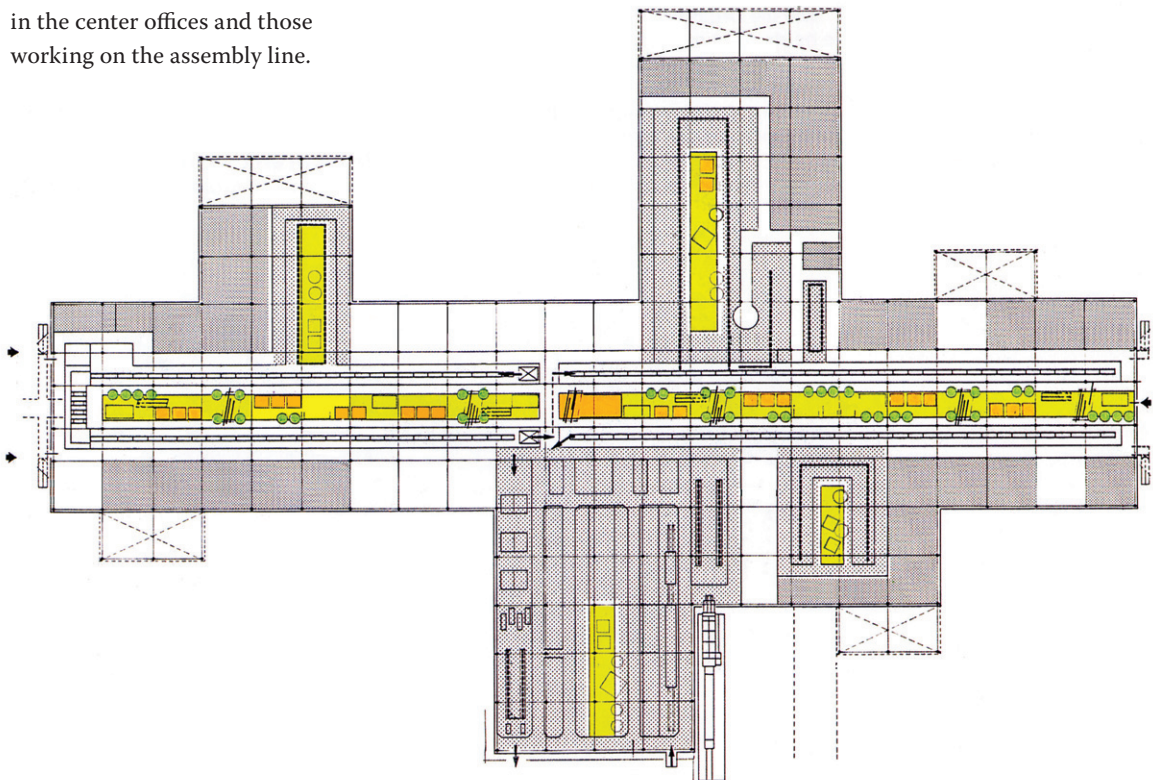 in the center offices and those
working on the assembly line.